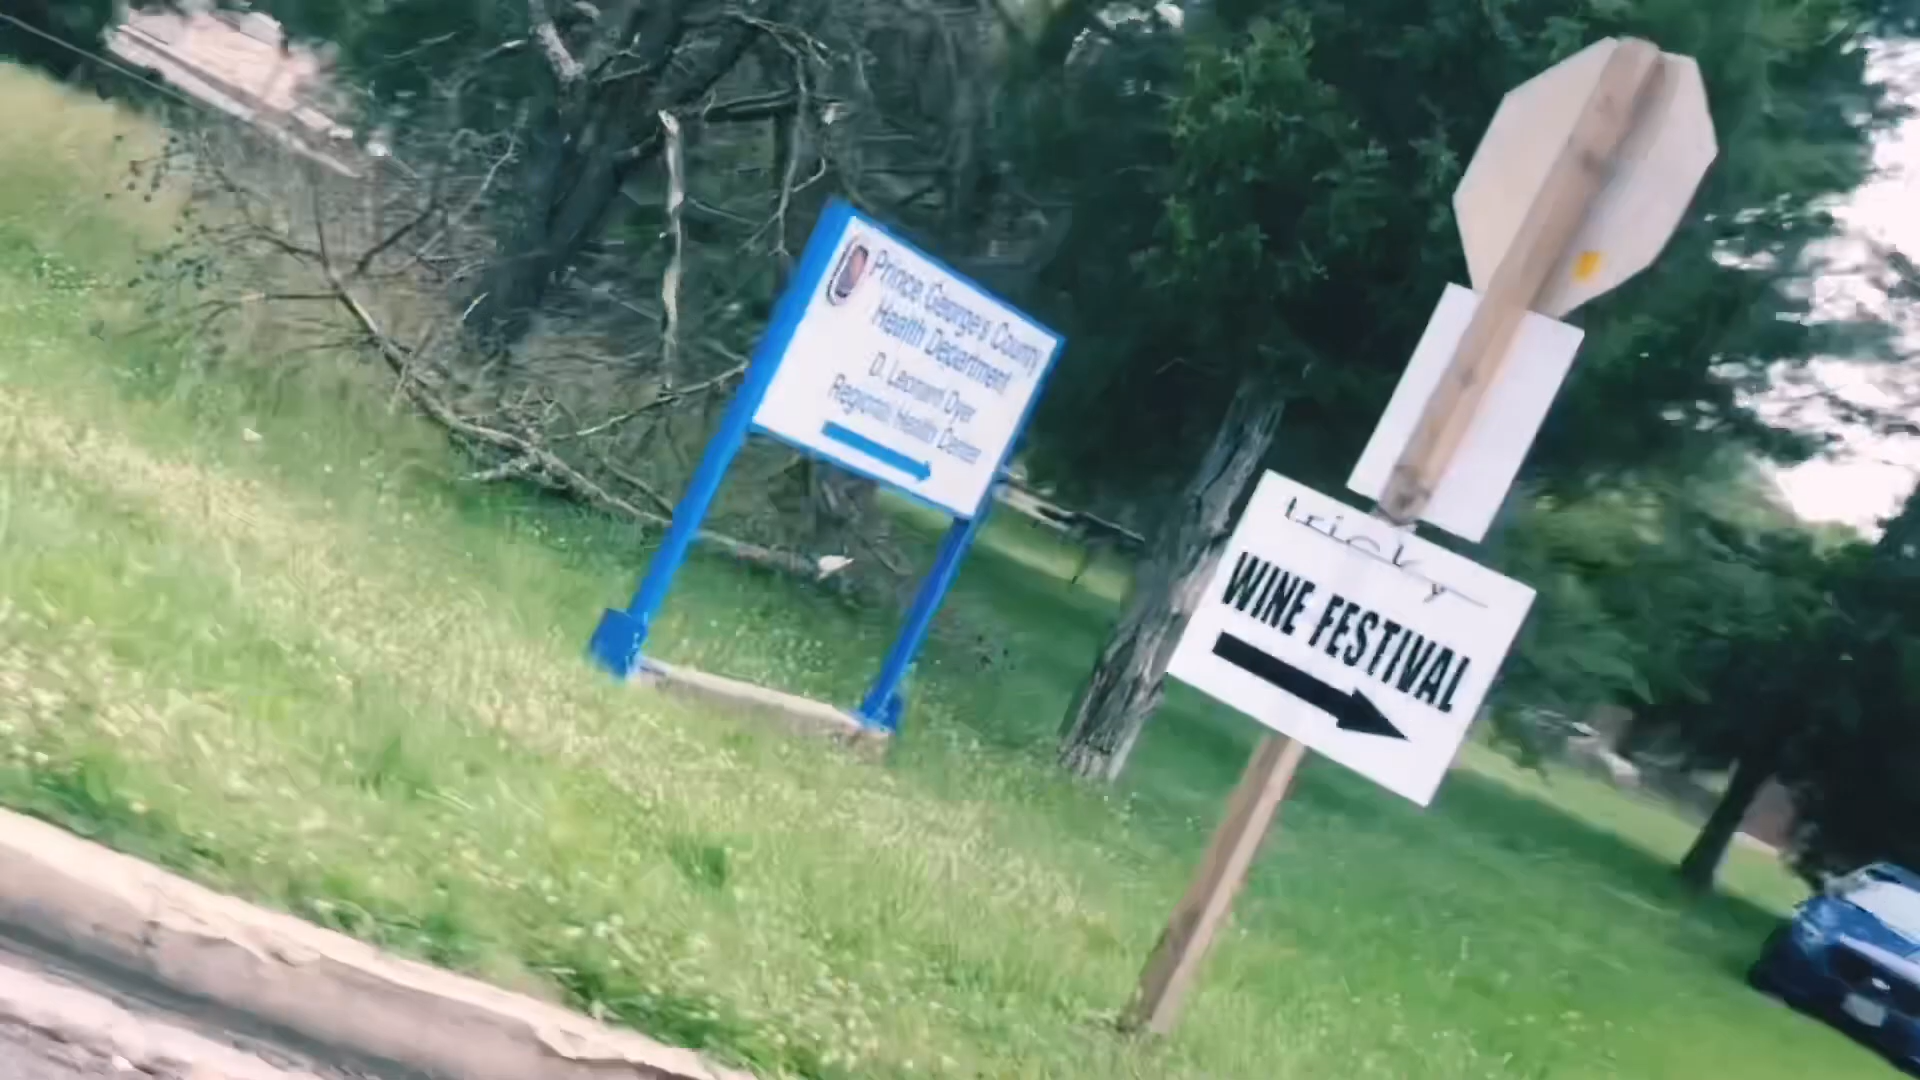 Prince George's County
Health Department
D. Leonard Dyer
Regional Health Center
tricky
WINE FESTIVAL